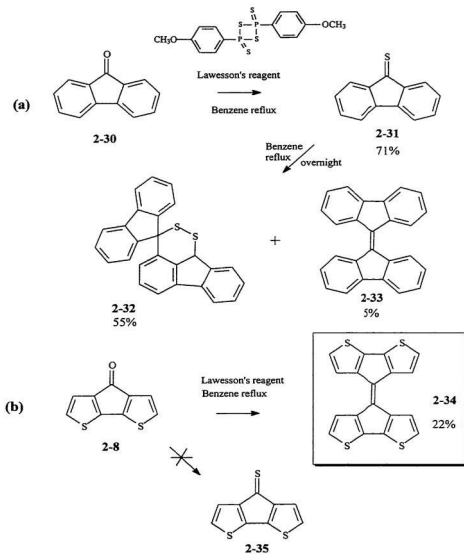 S
OCH3
S
P
P
S
CH3O
S
O
Lawesson's reagent
S
(a)
Benzene reflux
2-30
2-31
71%
Benzene
reflux
overnight
S
S
+
2-32
55%
2-33
5%
O
Lawesson's reagent
Benzene reflux
S
S
(b)
2-34
22%
S
S
2-8
S
S
S
S
S
2-35